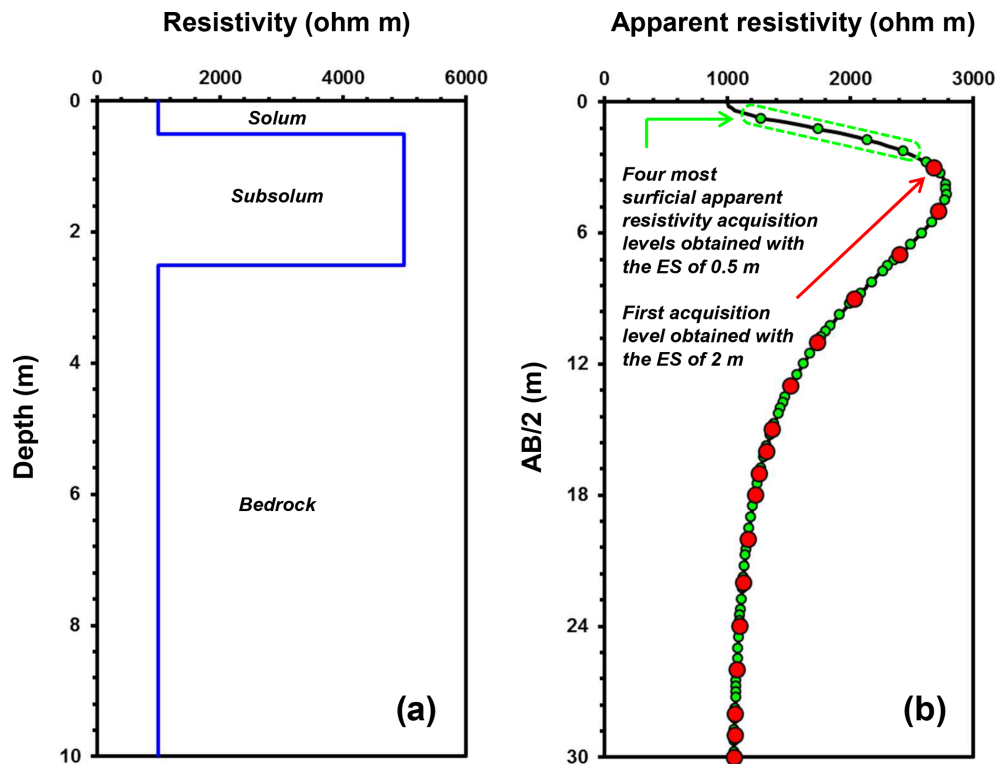 Resistivity (ohm m)
0 2000 4000 6000
0
2
4
6
8
10
Depth (m)
Solum
Subsolum
Bedrock
(a)
Apparent resistivity (ohm m)
0 1000 2000 3000
0
6
12
18
24
30
AB/2 (m)
Four most
surficial apparent
resistivity acquisition
levels obtained with
the ES of 0.5 m
First acquisition
level obtained with
the ES of 2 m
(b)